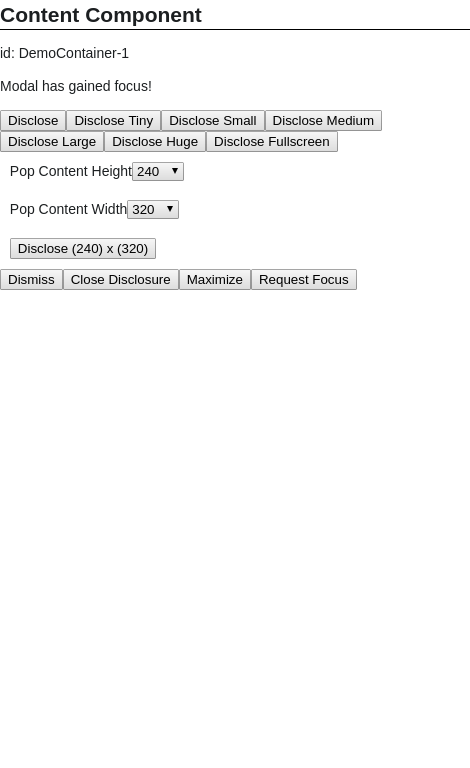 Content Component
id: DemoContainer-1
Modal has gained focus!
Disclose Disclose Tiny Disclose Small Disclose Medium
Disclose Large Disclose Huge Disclose Fullscreen
Pop Content Height 240
Pop Content Width 320
Disclose (240) x (320)
Dismiss Close Disclosure Maximize Request Focus